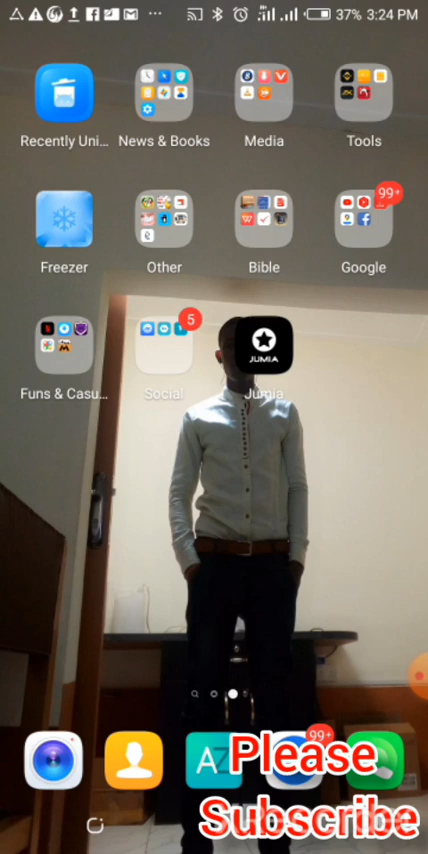 37% 3:24 PM
Recently Uni... News & Books Media Tools
99+
Freezer Other Bible Google
5
JUMIA
Funs & Casu... Social Jumia
99+
AZ
Please
Subscribe